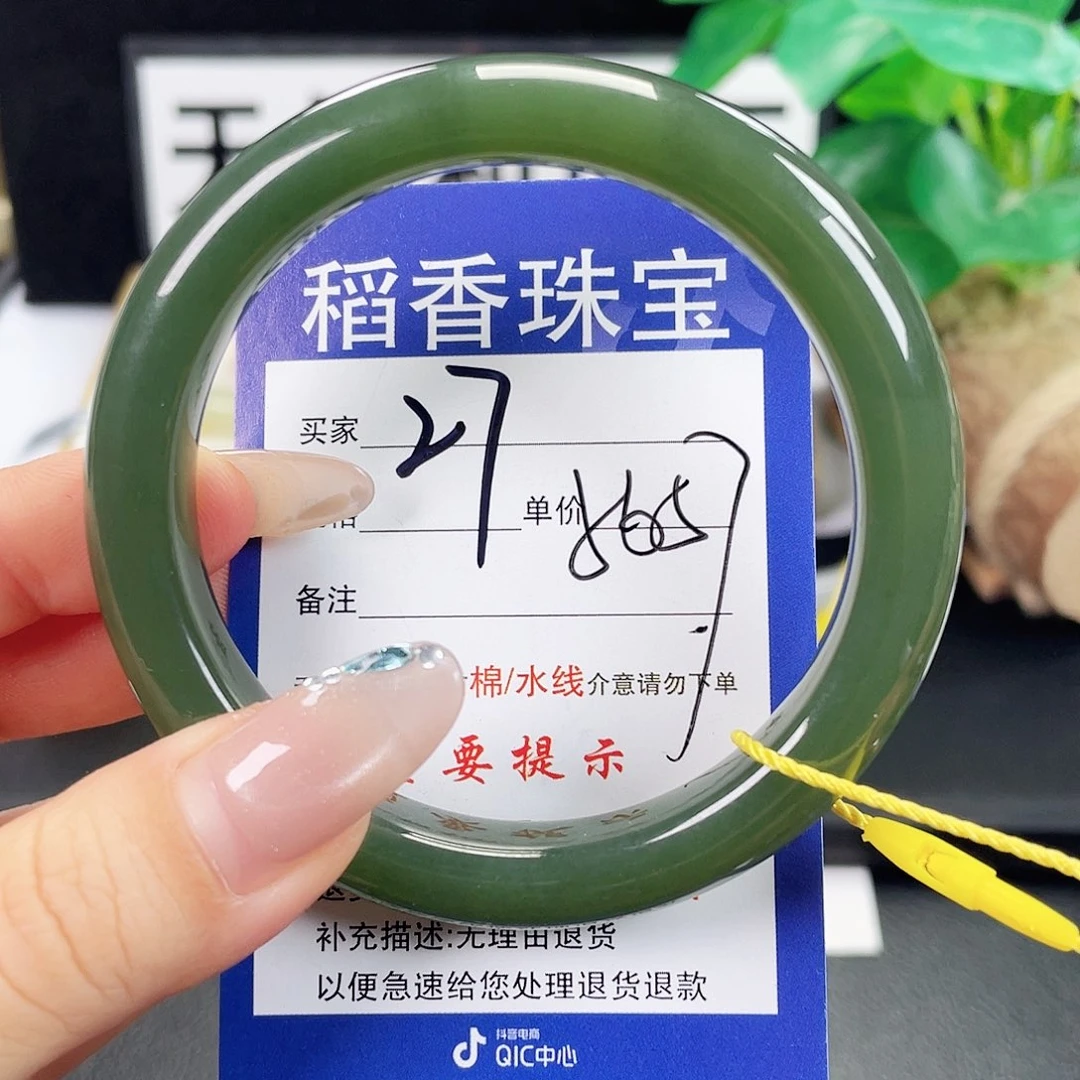 稻香珠宝
买家 27
单价 865
备注
棉/水线介意请勿下单
要提示
补充描述:无理由退货
以便急速给您处理退货退款
抖音电商
QIC中心